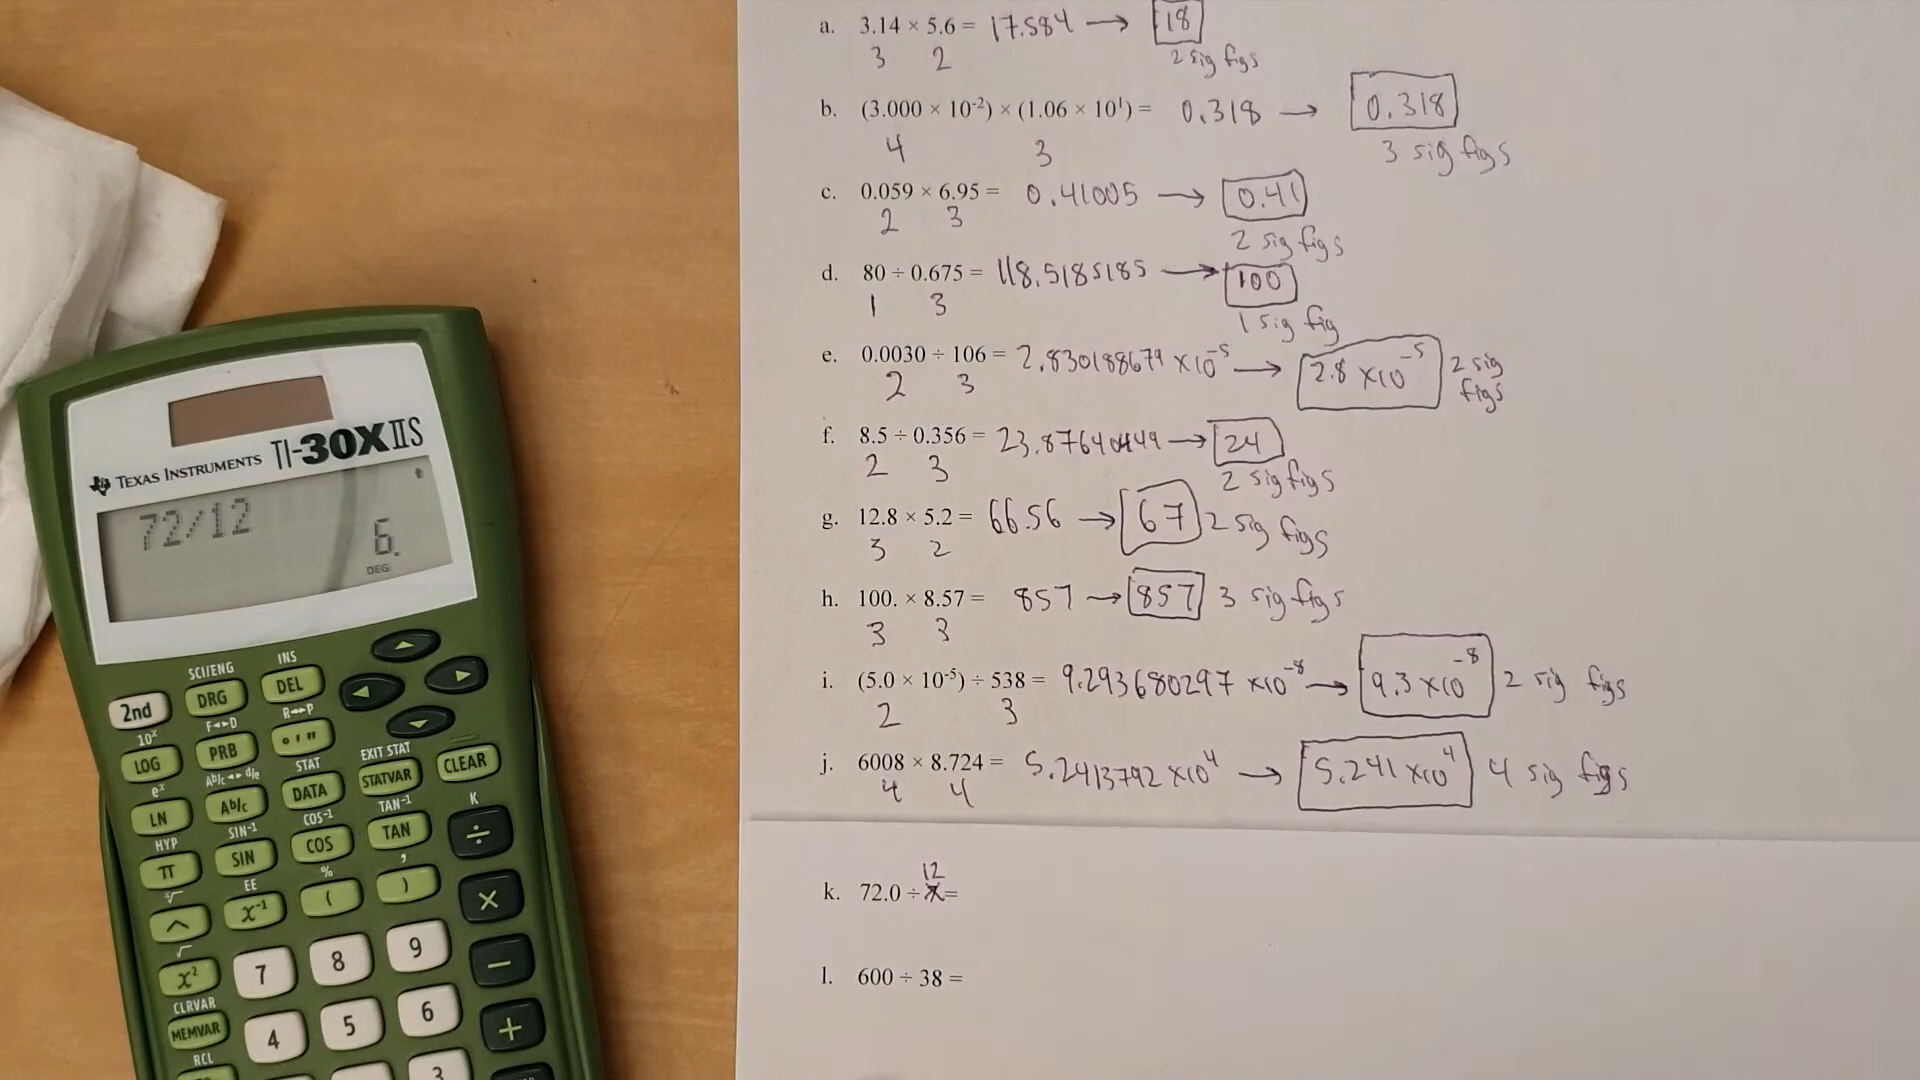 a. 3.14 × 5.6 = 17.584 → 18
3 2 2 sig figs
b. (3.000 × 10⁻²) × (1.06 × 10¹) = 0.318 → 0.318
4 3 3 sig figs
c. 0.059 × 6.95 = 0.41005 → 0.41
2 3 2 sig figs
d. 80 ÷ 0.675 = 118.5185185 → 100
1 3 1 sig fig
e. 0.0030 ÷ 106 = 2.830188679 ×10⁻⁵ → 2.8 ×10⁻⁵ 2 sig figs
2 3
f. 8.5 ÷ 0.356 = 23.87640449 → 24
2 3 2 sig figs
g. 12.8 × 5.2 = 66.56 → 67 2 sig figs
3 2
h. 100. × 8.57 = 857 → 857 3 sig figs
3 3
i. (5.0 × 10⁻⁵) ÷ 538 = 9.293680297 ×10⁻⁸ → 9.3 ×10⁻⁸ 2 sig figs
2 3
j. 6008 × 8.724 = 5.2413792 ×10⁴ → 5.241 ×10⁴ 4 sig figs
4 4
12
k. 72.0 ÷ =
l. 600 ÷ 38 =
TEXAS INSTRUMENTS TI-30X IIS
72/12
6.
DEG
SCI/ENG INS
2nd DRG DEL
10ˣ F◄►D R◄►P
LOG PRB ° ' "
eˣ Ab/c◄►d/e STAT EXIT STAT
LN Ab/c DATA STATVAR CLEAR
HYP SIN⁻¹ COS⁻¹ TAN⁻¹ K
π SIN COS TAN ÷
ˣ√ EE % ,
^ x⁻¹ ( ) ×
√
x² 7 8 9 −
CLRVAR
MEMVAR 4 5 6 +
RCL
3